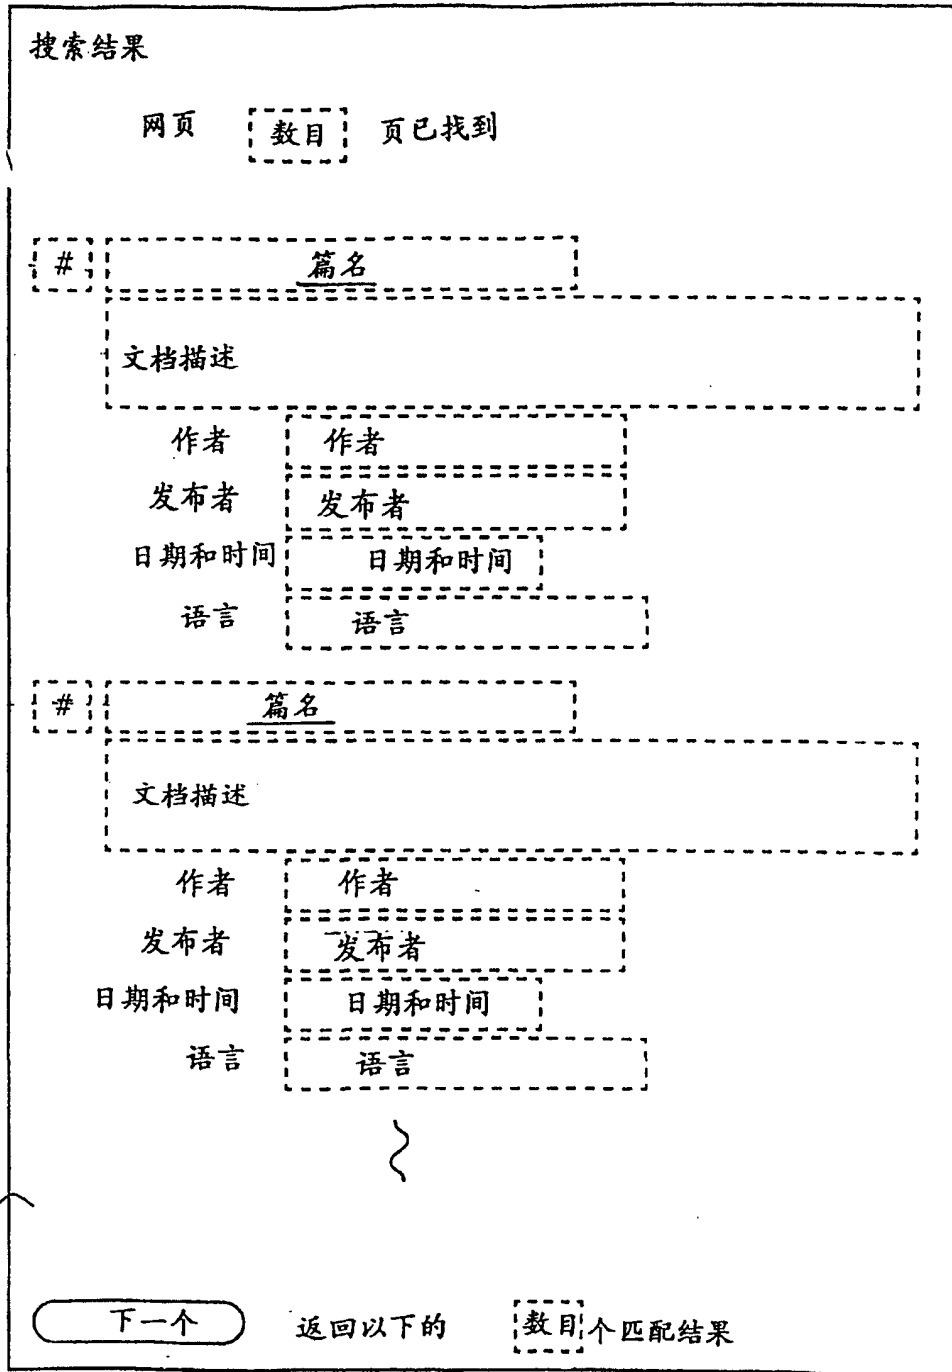 搜索结果
网页 数目 页已找到
# 篇名
文档描述
作者 作者
发布者 发布者
日期和时间 日期和时间
语言 语言
# 篇名
文档描述
作者 作者
发布者 发布者
日期和时间 日期和时间
语言 语言
下一个 返回以下的 数目 个匹配结果